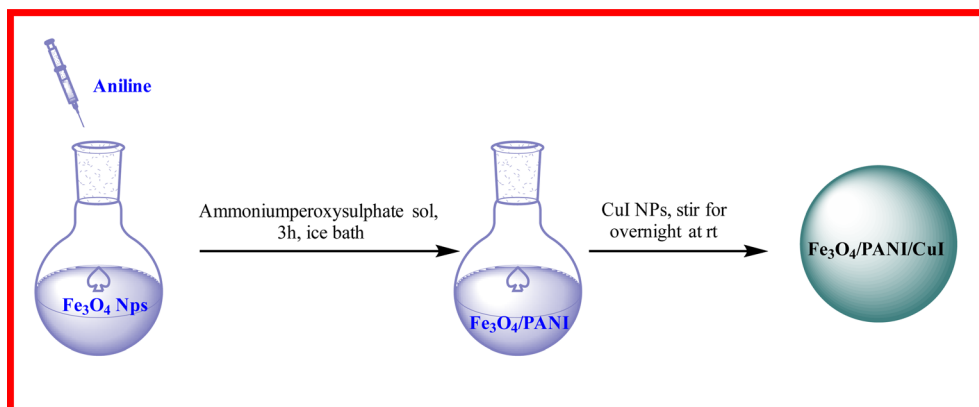 Aniline
Fe₃O₄ Nps
Ammoniumperoxysulphate sol,
3h, ice bath
Fe₃O₄/PANI
CuI NPs, stir for
overnight at rt
Fe₃O₄/PANI/CuI